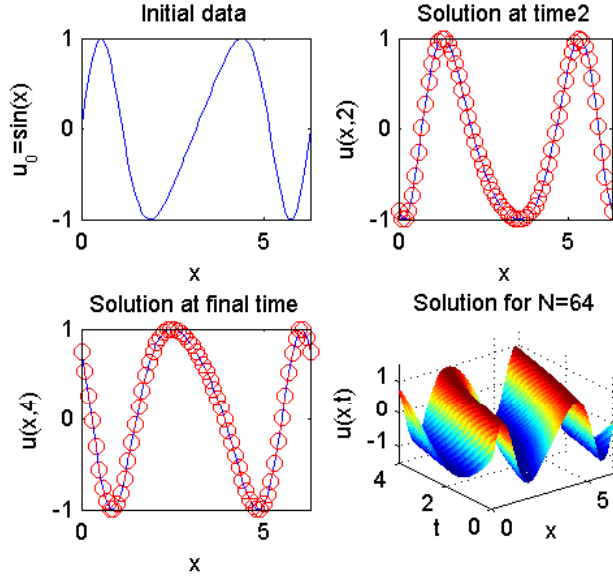 Initial data
1
0
-1
u_0=sin(x)
0
5
x
Solution at time2
1
0
-1
u(x,2)
0
5
x
Solution at final time
1
0
-1
u(x,4)
0
5
x
Solution for N=64
1
0
-1
u(x,t)
4
2
0
t
0
5
x